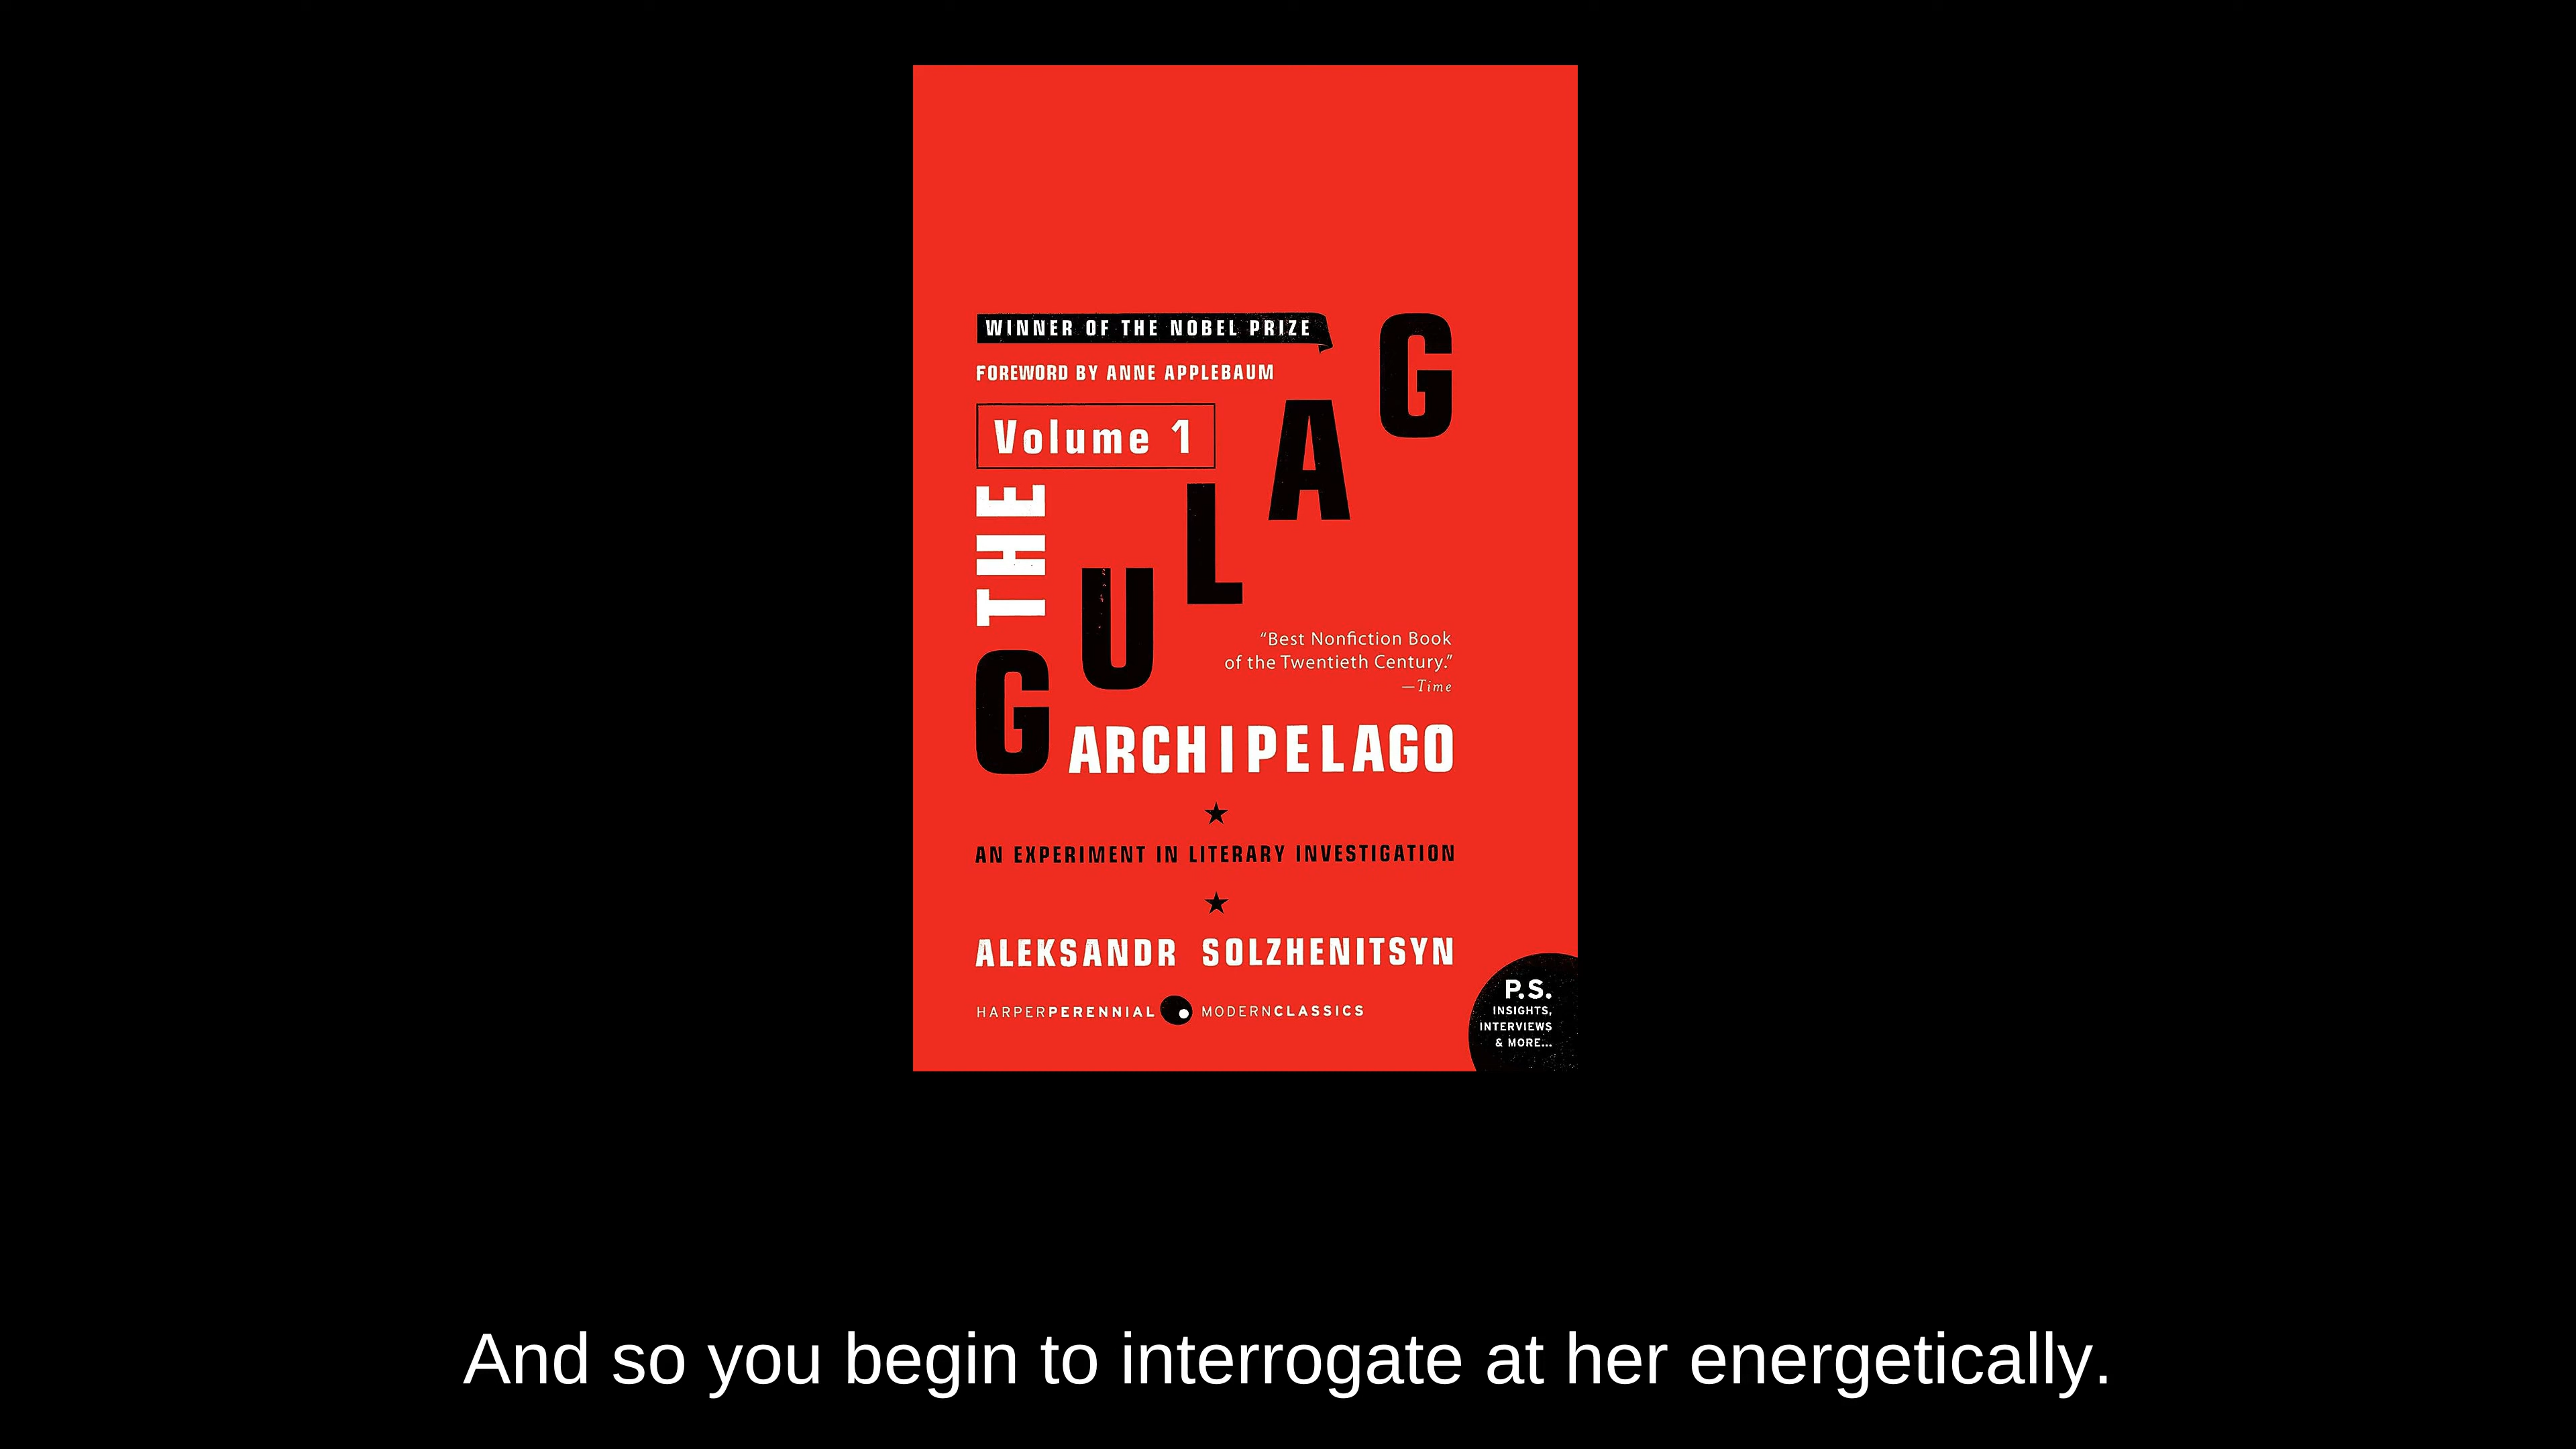 WINNER OF THE NOBEL PRIZE
FOREWORD BY ANNE APPLEBAUM
Volume 1
THE
GULAG
"Best Nonfiction Book
of the Twentieth Century."
—Time
ARCHIPELAGO
AN EXPERIMENT IN LITERARY INVESTIGATION
ALEKSANDR SOLZHENITSYN
HARPERPERENNIAL MODERNCLASSICS
P.S.
INSIGHTS,
INTERVIEWS
& MORE...
And so you begin to interrogate at her energetically.